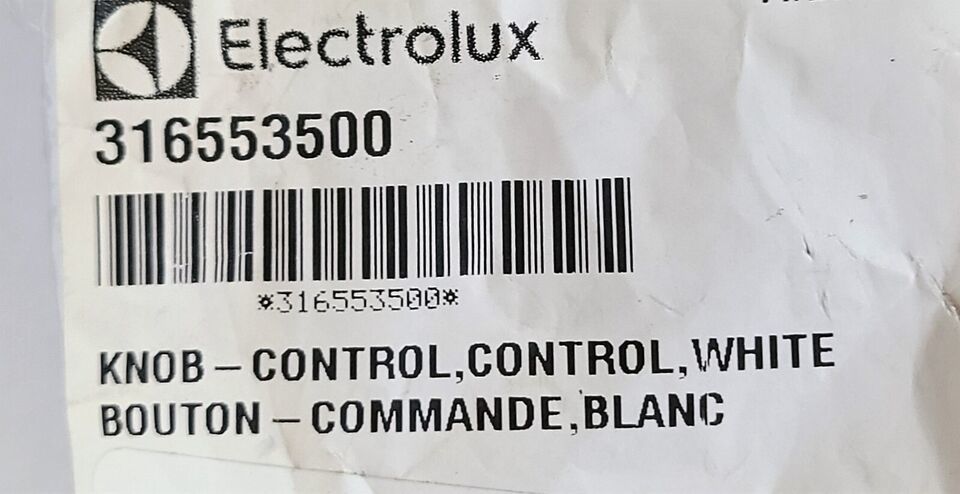 Electrolux
316553500
*316553500*
KNOB – CONTROL,CONTROL,WHITE
BOUTON – COMMANDE,BLANC